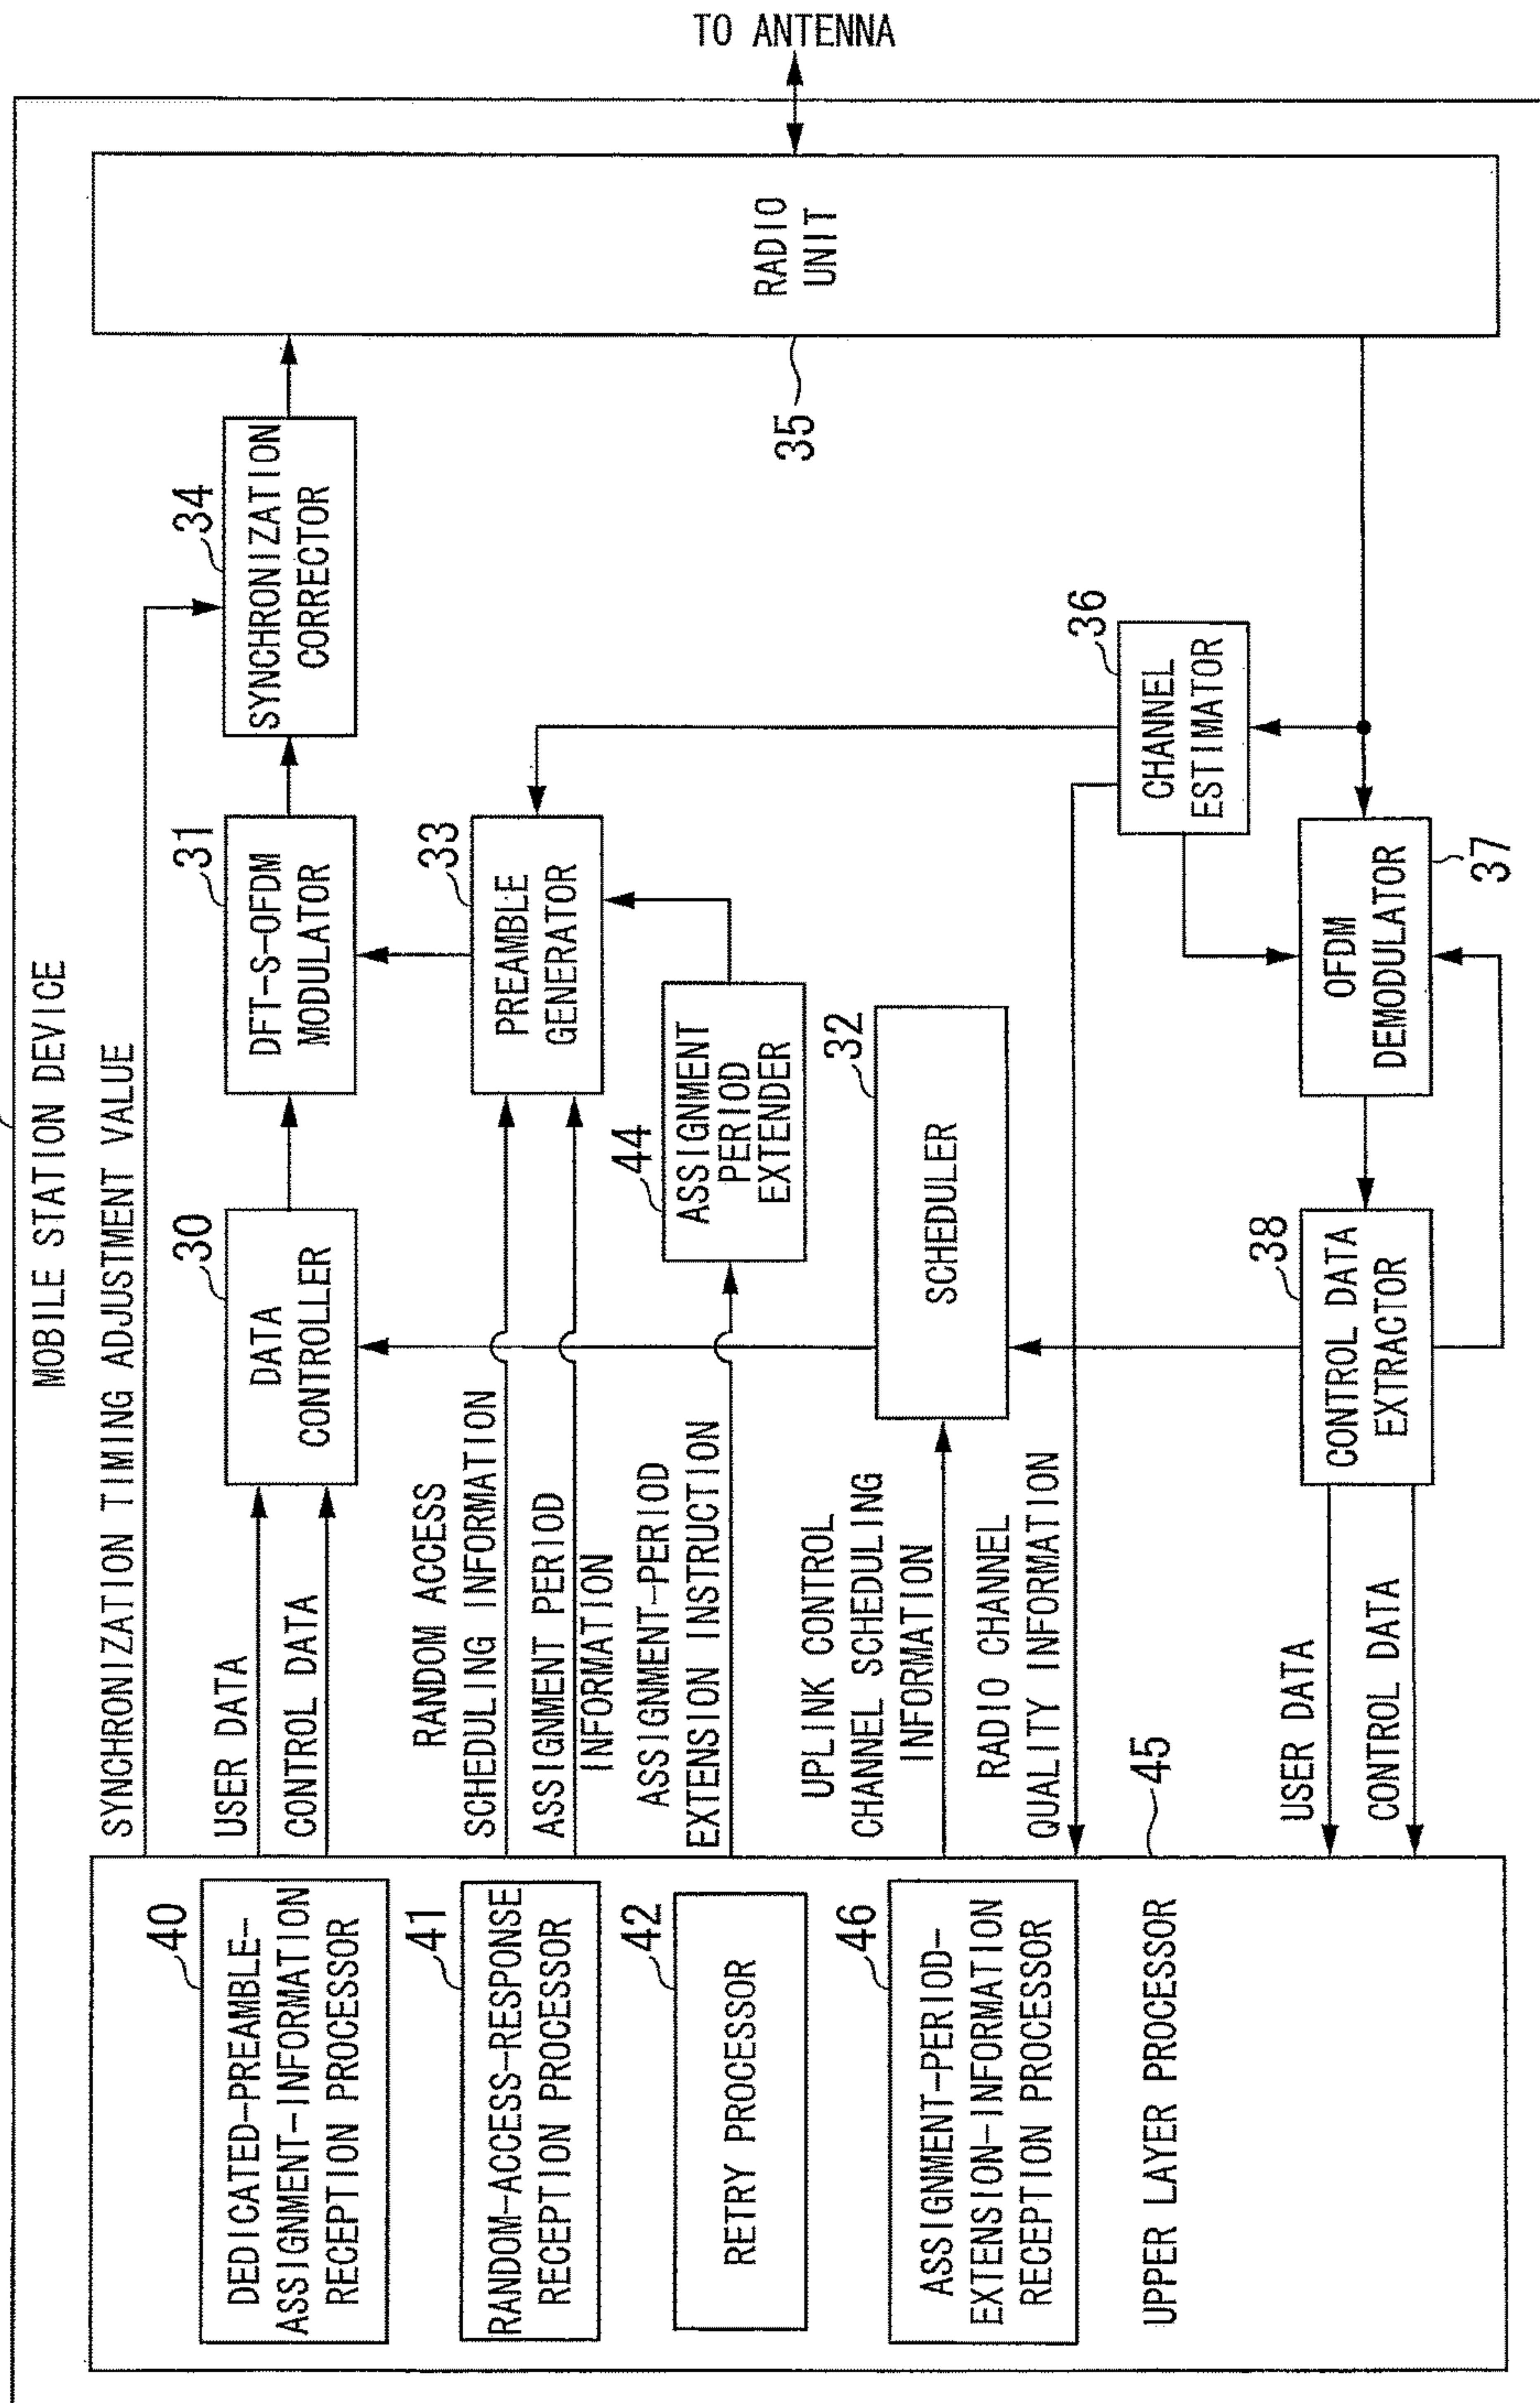 MOBILE STATION DEVICE
SYNCHRONIZATION TIMING ADJUSTMENT VALUE
40
DEDICATED-PREAMBLE-
ASSIGNMENT-INFORMATION
RECEPTION PROCESSOR
41
RANDOM-ACCESS-RESPONSE
RECEPTION PROCESSOR
42
RETRY PROCESSOR
46
ASSIGNMENT-PERIOD-
EXTENSION-INFORMATION
RECEPTION PROCESSOR
UPPER LAYER PROCESSOR
45
USER DATA
CONTROL DATA
RANDOM ACCESS
SCHEDULING INFORMATION
ASSIGNMENT PERIOD
INFORMATION
ASSIGNMENT-PERIOD
EXTENSION INSTRUCTION
UPLINK CONTROL
CHANNEL SCHEDULING
INFORMATION
RADIO CHANNEL
QUALITY INFORMATION
USER DATA
CONTROL DATA
30
DATA
CONTROLLER
44
ASSIGNMENT
PERIOD
EXTENDER
32
SCHEDULER
38
CONTROL DATA
EXTRACTOR
31
DFT-S-OFDM
MODULATOR
33
PREAMBLE
GENERATOR
37
OFDM
DEMODULATOR
36
CHANNEL
ESTIMATOR
34
SYNCHRONIZATION
CORRECTOR
35
RADIO
UNIT
TO ANTENNA